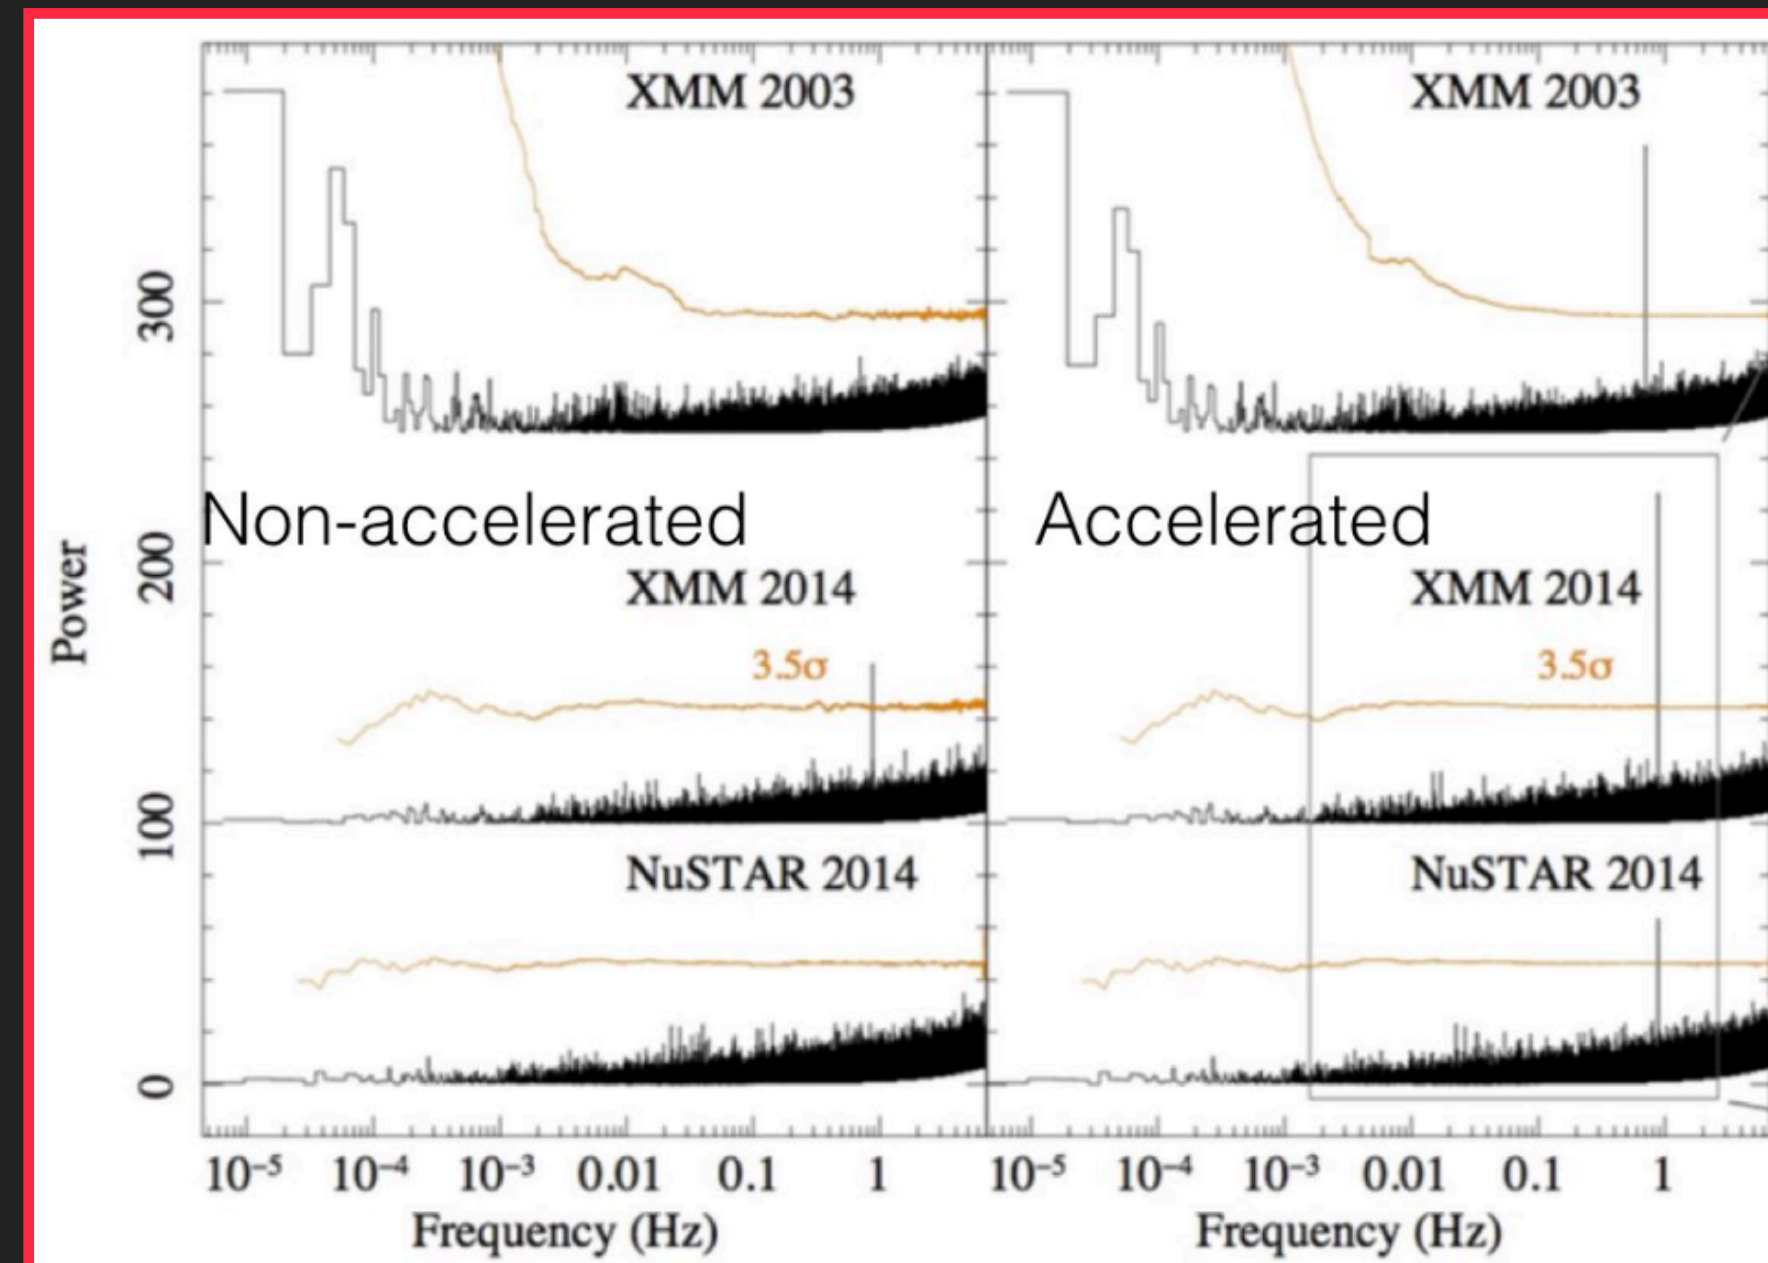 XMM 2003
XMM 2003
300
Non-accelerated
Accelerated
200
XMM 2014
XMM 2014
3.5σ
3.5σ
Power
100
NuSTAR 2014
NuSTAR 2014
0
10⁻⁵ 10⁻⁴ 10⁻³ 0.01 0.1 1
10⁻⁵ 10⁻⁴ 10⁻³ 0.01 0.1 1
Frequency (Hz)
Frequency (Hz)